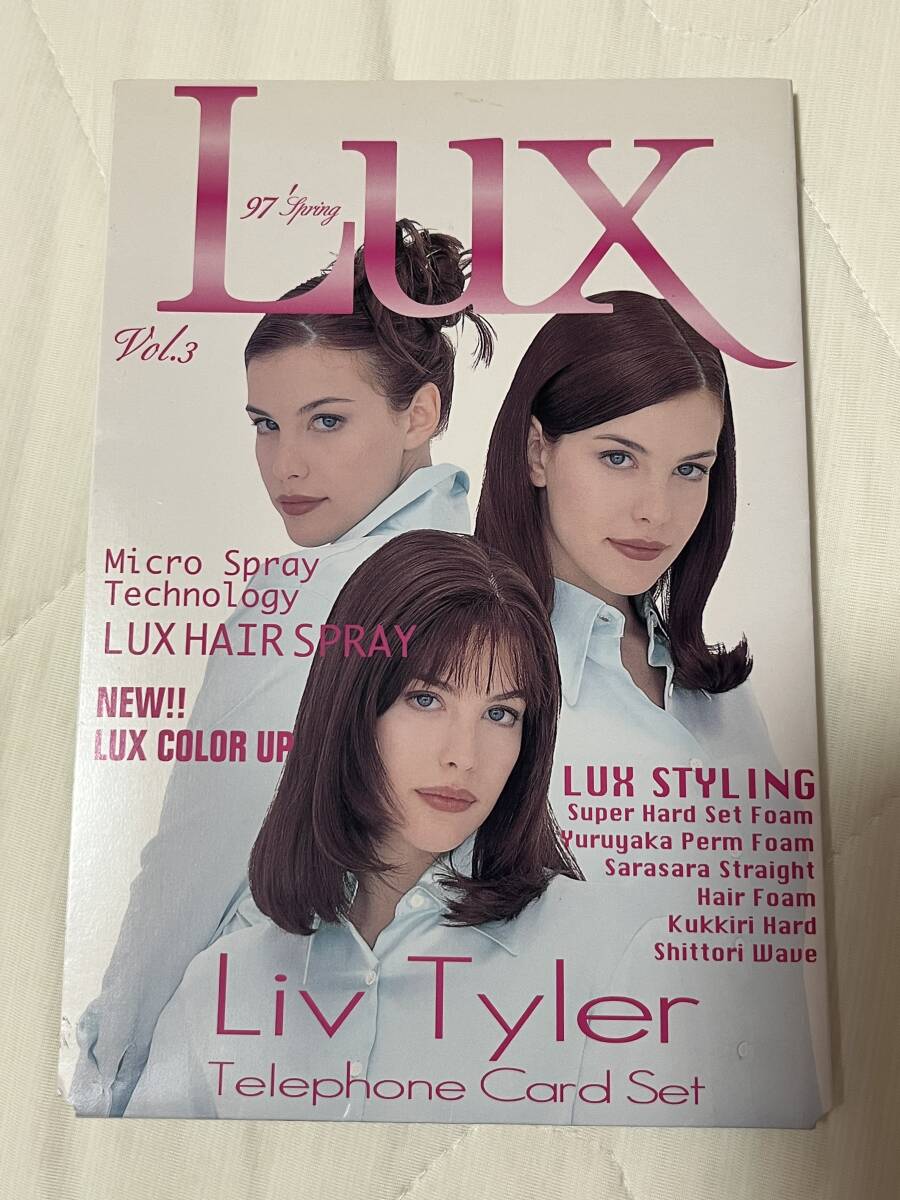 Lux
97 'Spring
Vol.3
Micro Spray
Technology
LUX HAIR SPRAY
NEW!!
LUX COLOR UP
LUX STYLING
Super Hard Set Foam
Yuruyaka Perm Foam
Sarasara Straight
Hair Foam
Kukkiri Hard
Shittori Wave
Liv Tyler
Telephone Card Set